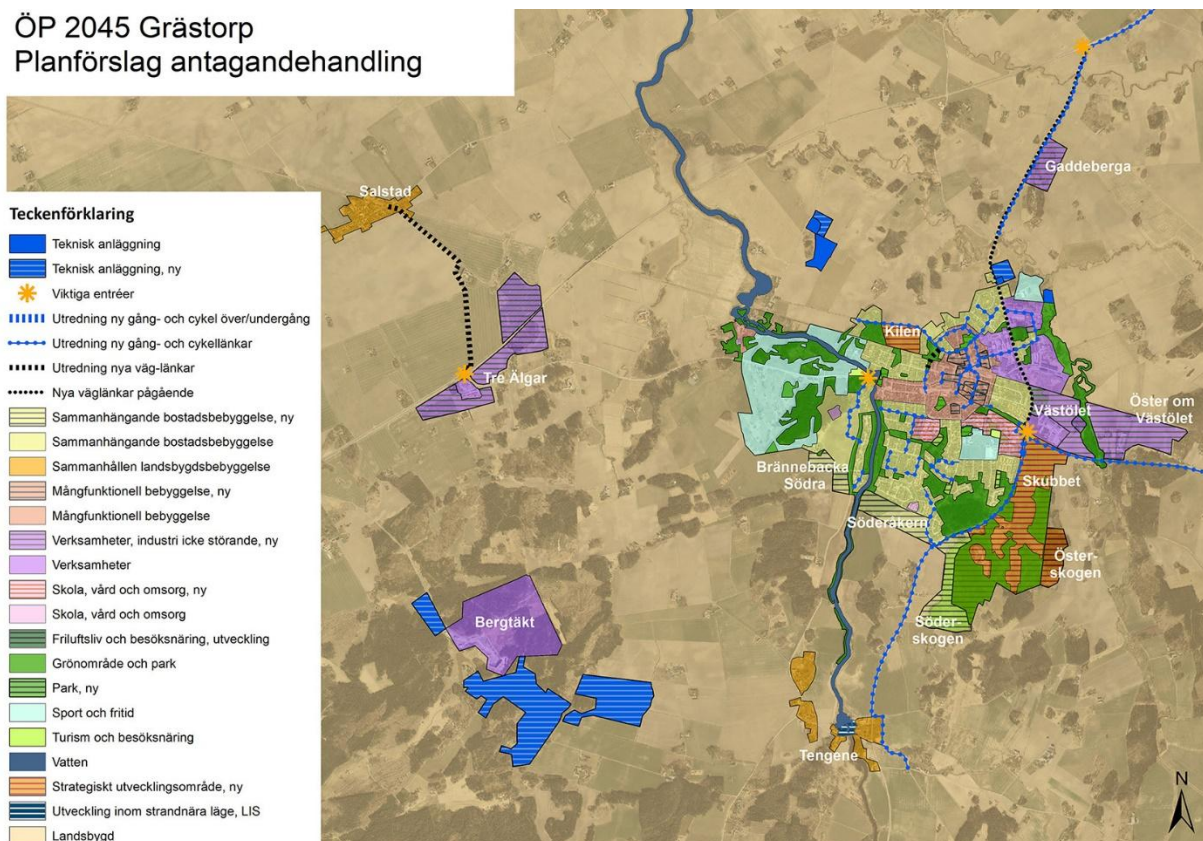 ÖP 2045 Grästorp
Planförslag antagandehandling
Teckenförklaring
Teknisk anläggning
Teknisk anläggning, ny
Viktiga entréer
Utredning ny gång- och cykel över/undergång
Utredning ny gång- och cykellänkar
Utredning nya väg-länkar
Nya väglänkar pågående
Sammanhängande bostadsbebyggelse, ny
Sammanhängande bostadsbebyggelse
Sammanhållen landsbygdsbebyggelse
Mångfunktionell bebyggelse, ny
Mångfunktionell bebyggelse
Verksamheter, industri icke störande, ny
Verksamheter
Skola, vård och omsorg, ny
Skola, vård och omsorg
Friluftsliv och besöksnäring, utveckling
Grönområde och park
Park, ny
Sport och fritid
Turism och besöksnäring
Vatten
Strategiskt utvecklingsområde, ny
Utveckling inom strandnära läge, LIS
Landsbygd
Salstad
Gaddeberga
Kilen
Tre Älgar
Västölet
Öster om
Västölet
Brännebacka
Södra
Skubbet
Söderåkern
Öster-
skogen
Söder-
skogen
Bergtäkt
Tengene
N